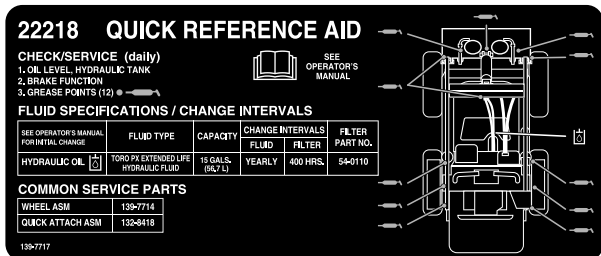 22218 QUICK REFERENCE AID
CHECK/SERVICE (daily)
1. OIL LEVEL, HYDRAULIC TANK
2. BRAKE FUNCTION
3. GREASE POINTS (12)
SEE
OPERATOR'S
MANUAL
FLUID SPECIFICATIONS / CHANGE INTERVALS
SEE OPERATOR'S MANUAL
FOR INITIAL CHANGE
FLUID TYPE
CAPACITY
CHANGE INTERVALS
FLUID
FILTER
FILTER
PART NO.
HYDRAULIC OIL
TORO PX EXTENDED LIFE
HYDRAULIC FLUID
15 GALS.
(56.7 L)
YEARLY
400 HRS.
54-0110
COMMON SERVICE PARTS
WHEEL ASM 139-7714
QUICK ATTACH ASM 132-8418
139-7717